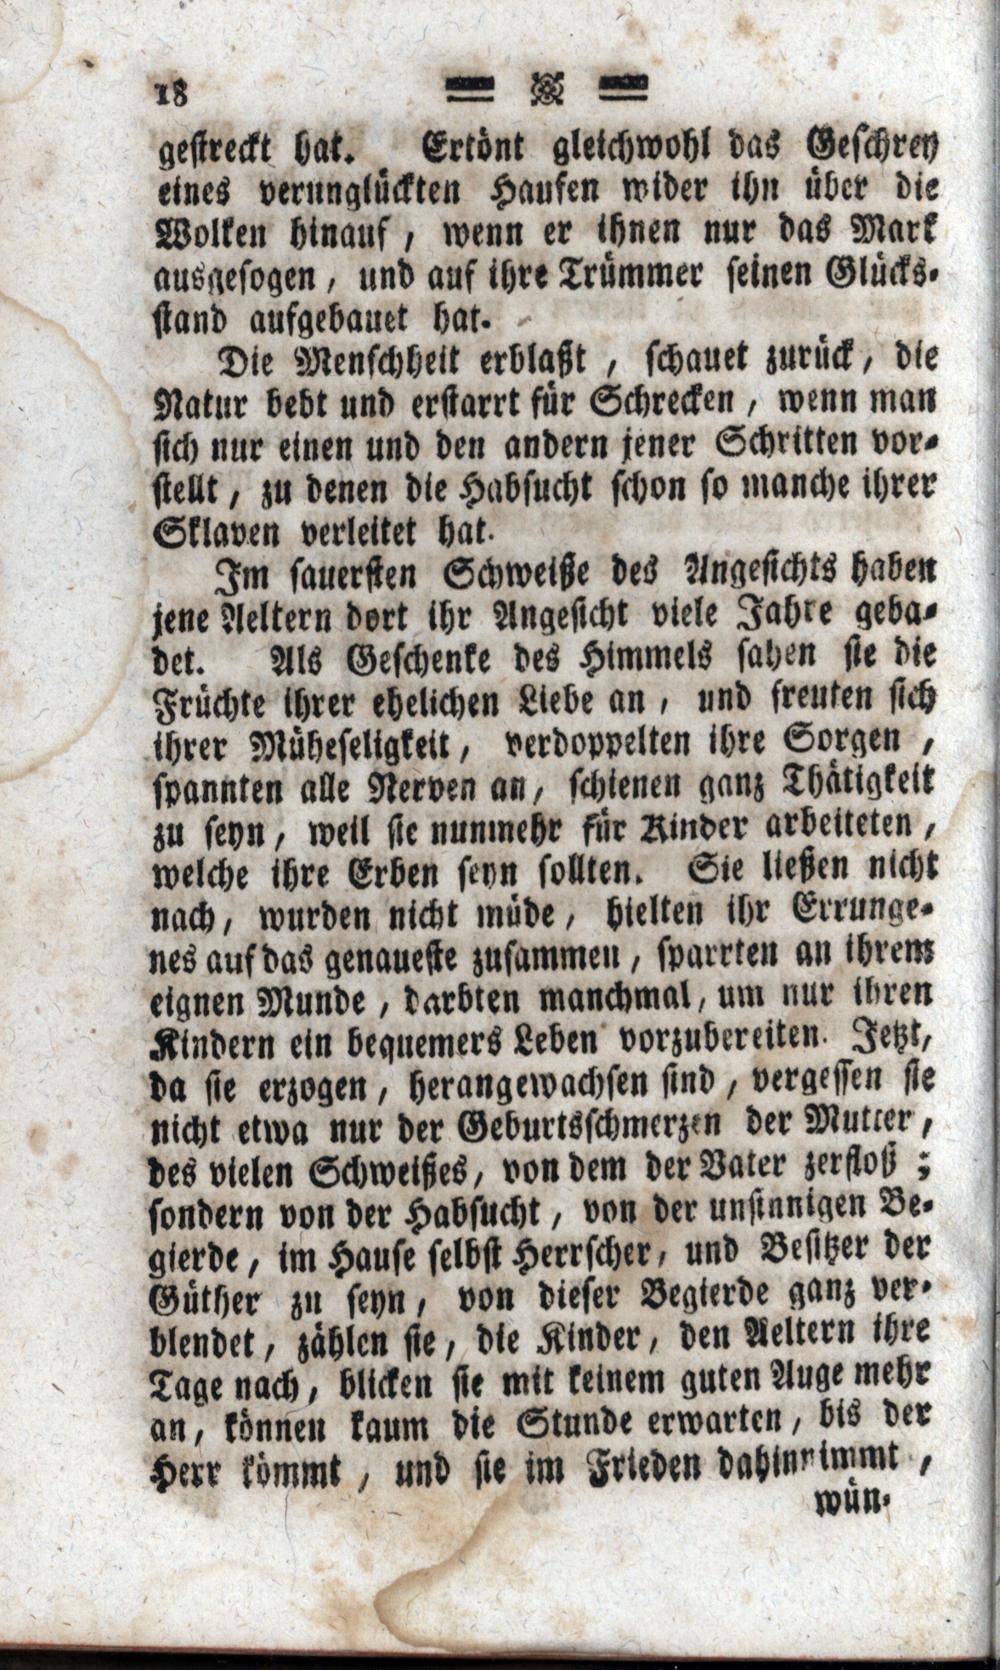 18
gestreckt hat. Ertönt gleichwohl das Geschrey
eines verunglückten Haufen wider ihn über die
Wolken hinauf, wenn er ihnen nur das Mark
ausgesogen, und auf ihre Trümmer seinen Glücks-
stand aufgebauet hat.
Die Menschheit erblaßt, schauet zurück, die
Natur bebt und erstarrt für Schrecken, wenn man
sich nur einen und den andern jener Schritten vor-
stellt, zu denen die Habsucht schon so manche ihrer
Sklaven verleitet hat.
Im sauersten Schweiße des Angesichts haben
jene Aeltern dort ihr Angesicht viele Jahre geba-
det. Als Geschenke des Himmels sahen sie die
Früchte ihrer ehelichen Liebe an, und freuten sich
ihrer Müheseligkeit, verdoppelten ihre Sorgen,
spannten alle Nerven an, schienen ganz Thätigkeit
zu seyn, weil sie nunmehr für Kinder arbeiteten,
welche ihre Erben seyn sollten. Sie ließen nicht
nach, wurden nicht müde, hielten ihr Errunge-
nes auf das genaueste zusammen, sparrten an ihrem
eignen Munde, darbten manchmal, um nur ihren
Kindern ein bequemers Leben vorzubereiten. Jetzt,
da sie erzogen, herangewachsen sind, vergessen sie
nicht etwa nur der Geburtsschmerzen der Mutter,
des vielen Schweißes, von dem der Vater zerfloß;
sondern von der Habsucht, von der unsinnigen Be-
gierde, im Hause selbst Herrscher, und Besitzer der
Güther zu seyn, von dieser Begierde ganz ver-
blendet, zählen sie, die Kinder, den Aeltern ihre
Tage nach, blicken sie mit keinem guten Auge mehr
an, können kaum die Stunde erwarten, bis der
Herr kömmt, und sie im Frieden dahinnimmt,
wün-